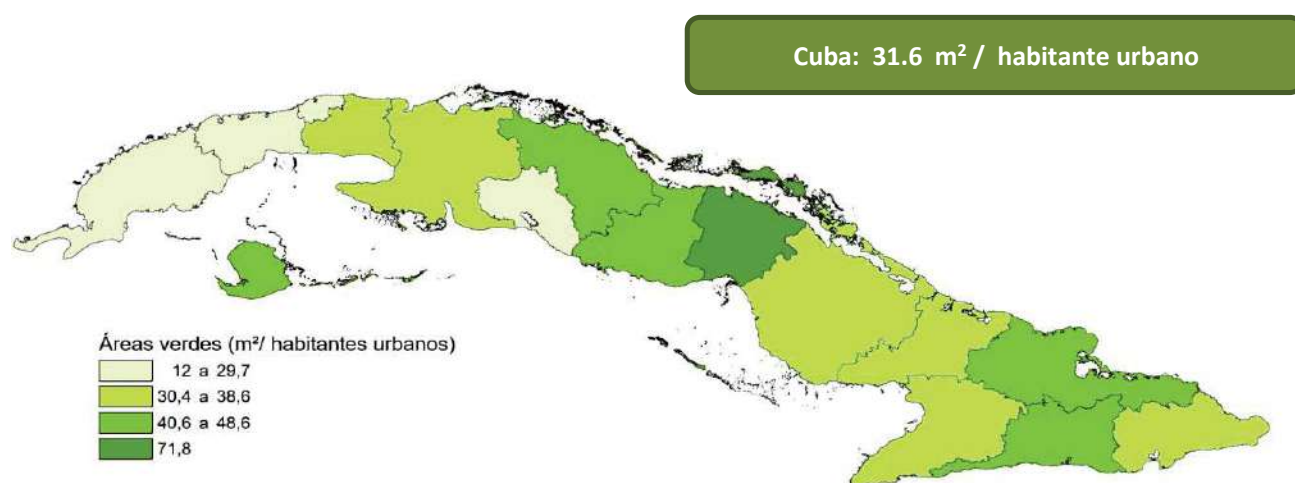 Cuba: 31.6 m² / habitante urbano
Áreas verdes (m²/ habitantes urbanos)
12 a 29,7
30,4 a 38,6
40,6 a 48,6
71,8